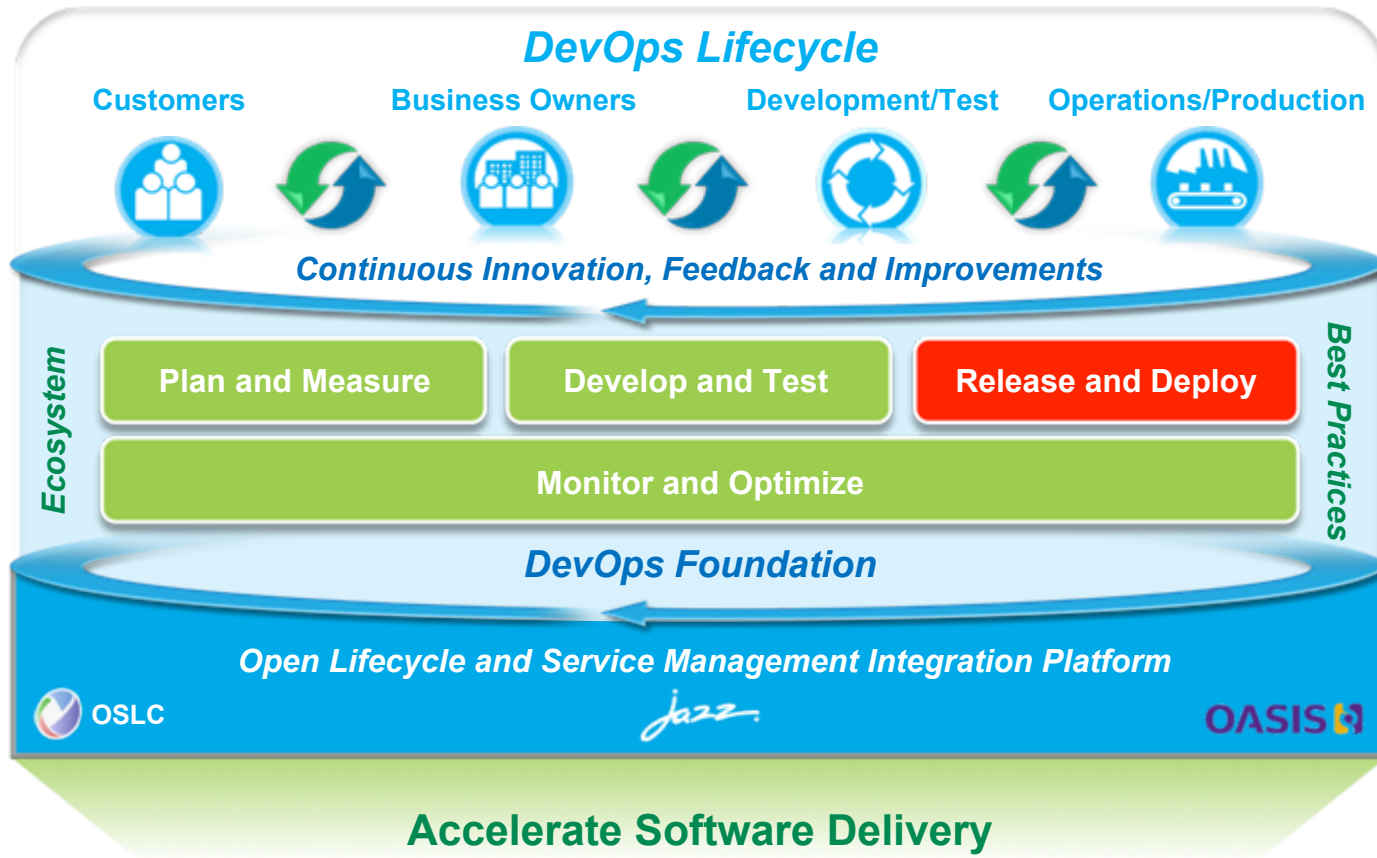 DevOps Lifecycle
Customers
Business Owners
Development/Test
Operations/Production
Continuous Innovation, Feedback and Improvements
Ecosystem
Plan and Measure
Develop and Test
Release and Deploy
Best Practices
Monitor and Optimize
DevOps Foundation
Open Lifecycle and Service Management Integration Platform
OSLC
jazz
OASIS
Accelerate Software Delivery